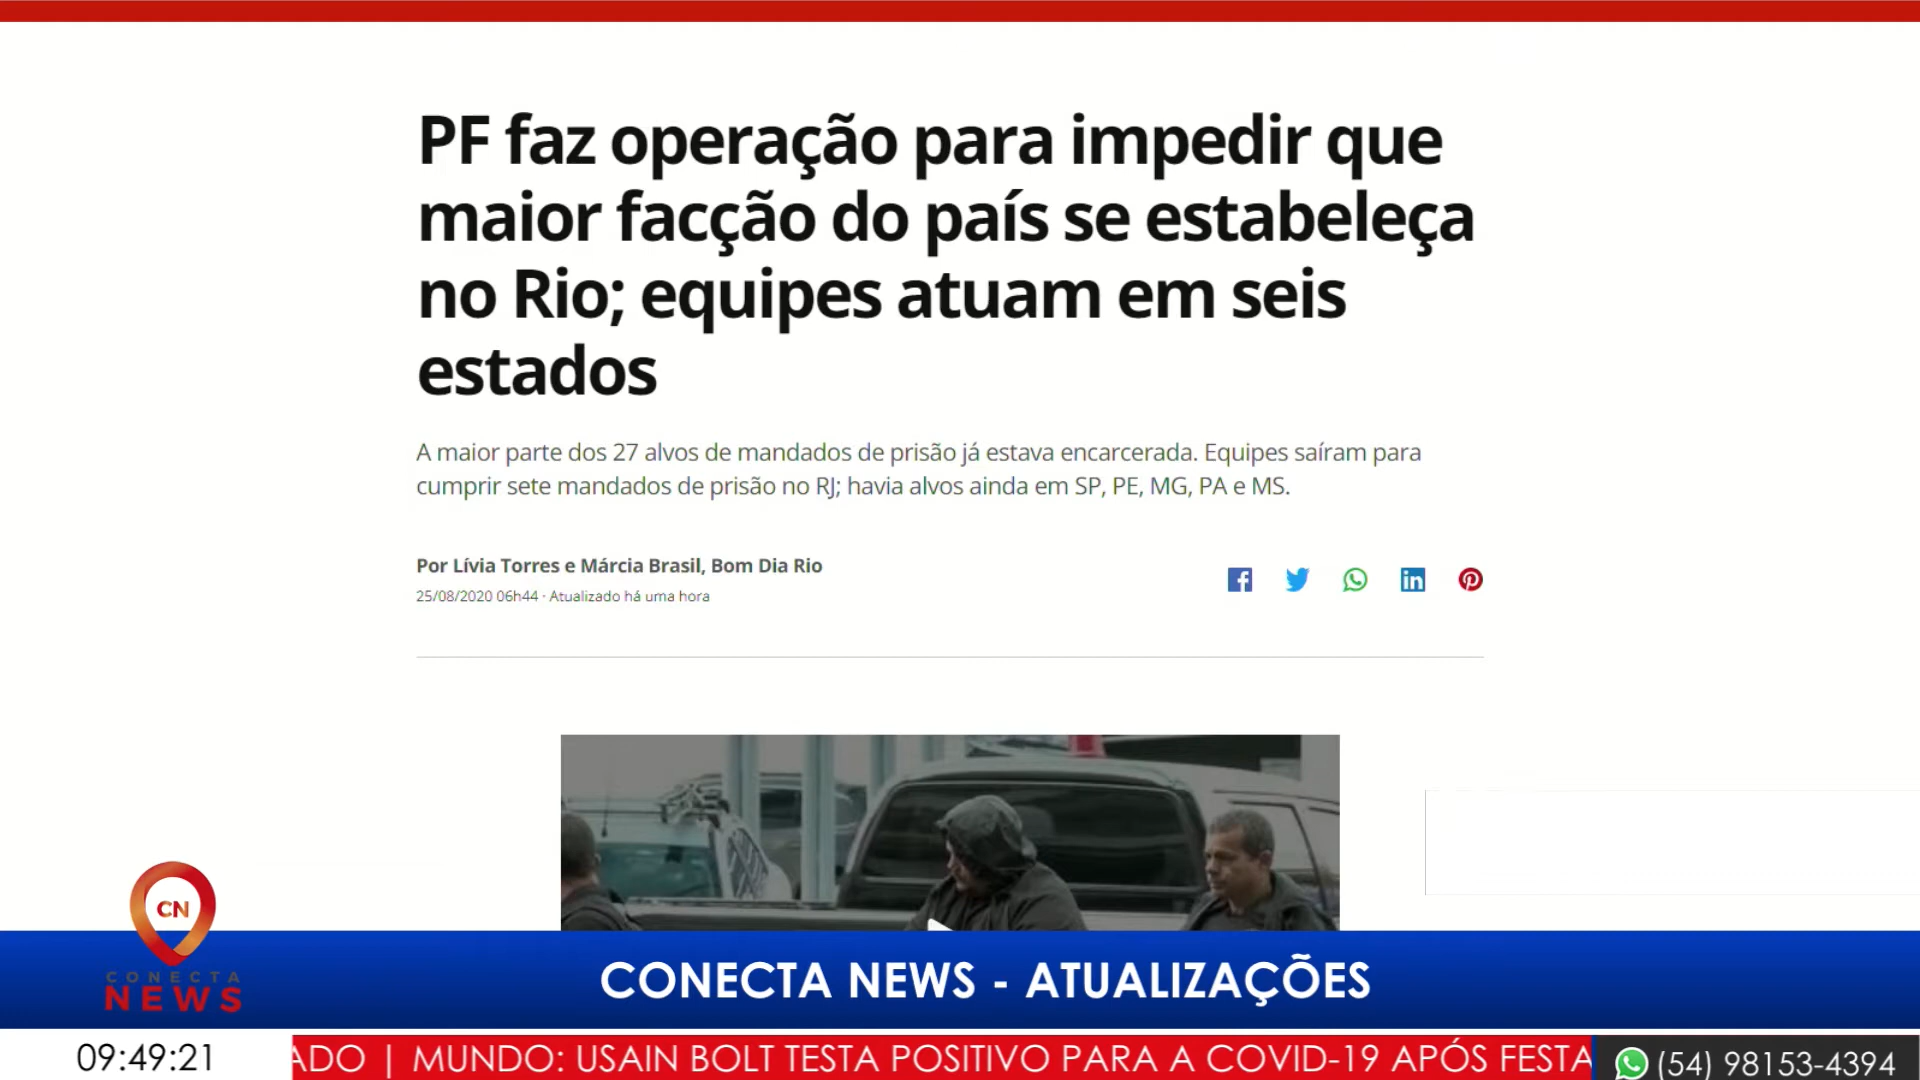 PF faz operação para impedir que
maior facção do país se estabeleça
no Rio; equipes atuam em seis
estados
A maior parte dos 27 alvos de mandados de prisão já estava encarcerada. Equipes saíram para
cumprir sete mandados de prisão no RJ; havia alvos ainda em SP, PE, MG, PA e MS.
Por Lívia Torres e Márcia Brasil, Bom Dia Rio
25/08/2020 06h44 · Atualizado há uma hora
CN
CONECTA
NEWS
CONECTA NEWS - ATUALIZAÇÕES
09:49:21
ADO | MUNDO: USAIN BOLT TESTA POSITIVO PARA A COVID-19 APÓS FESTA
(54) 98153-4394